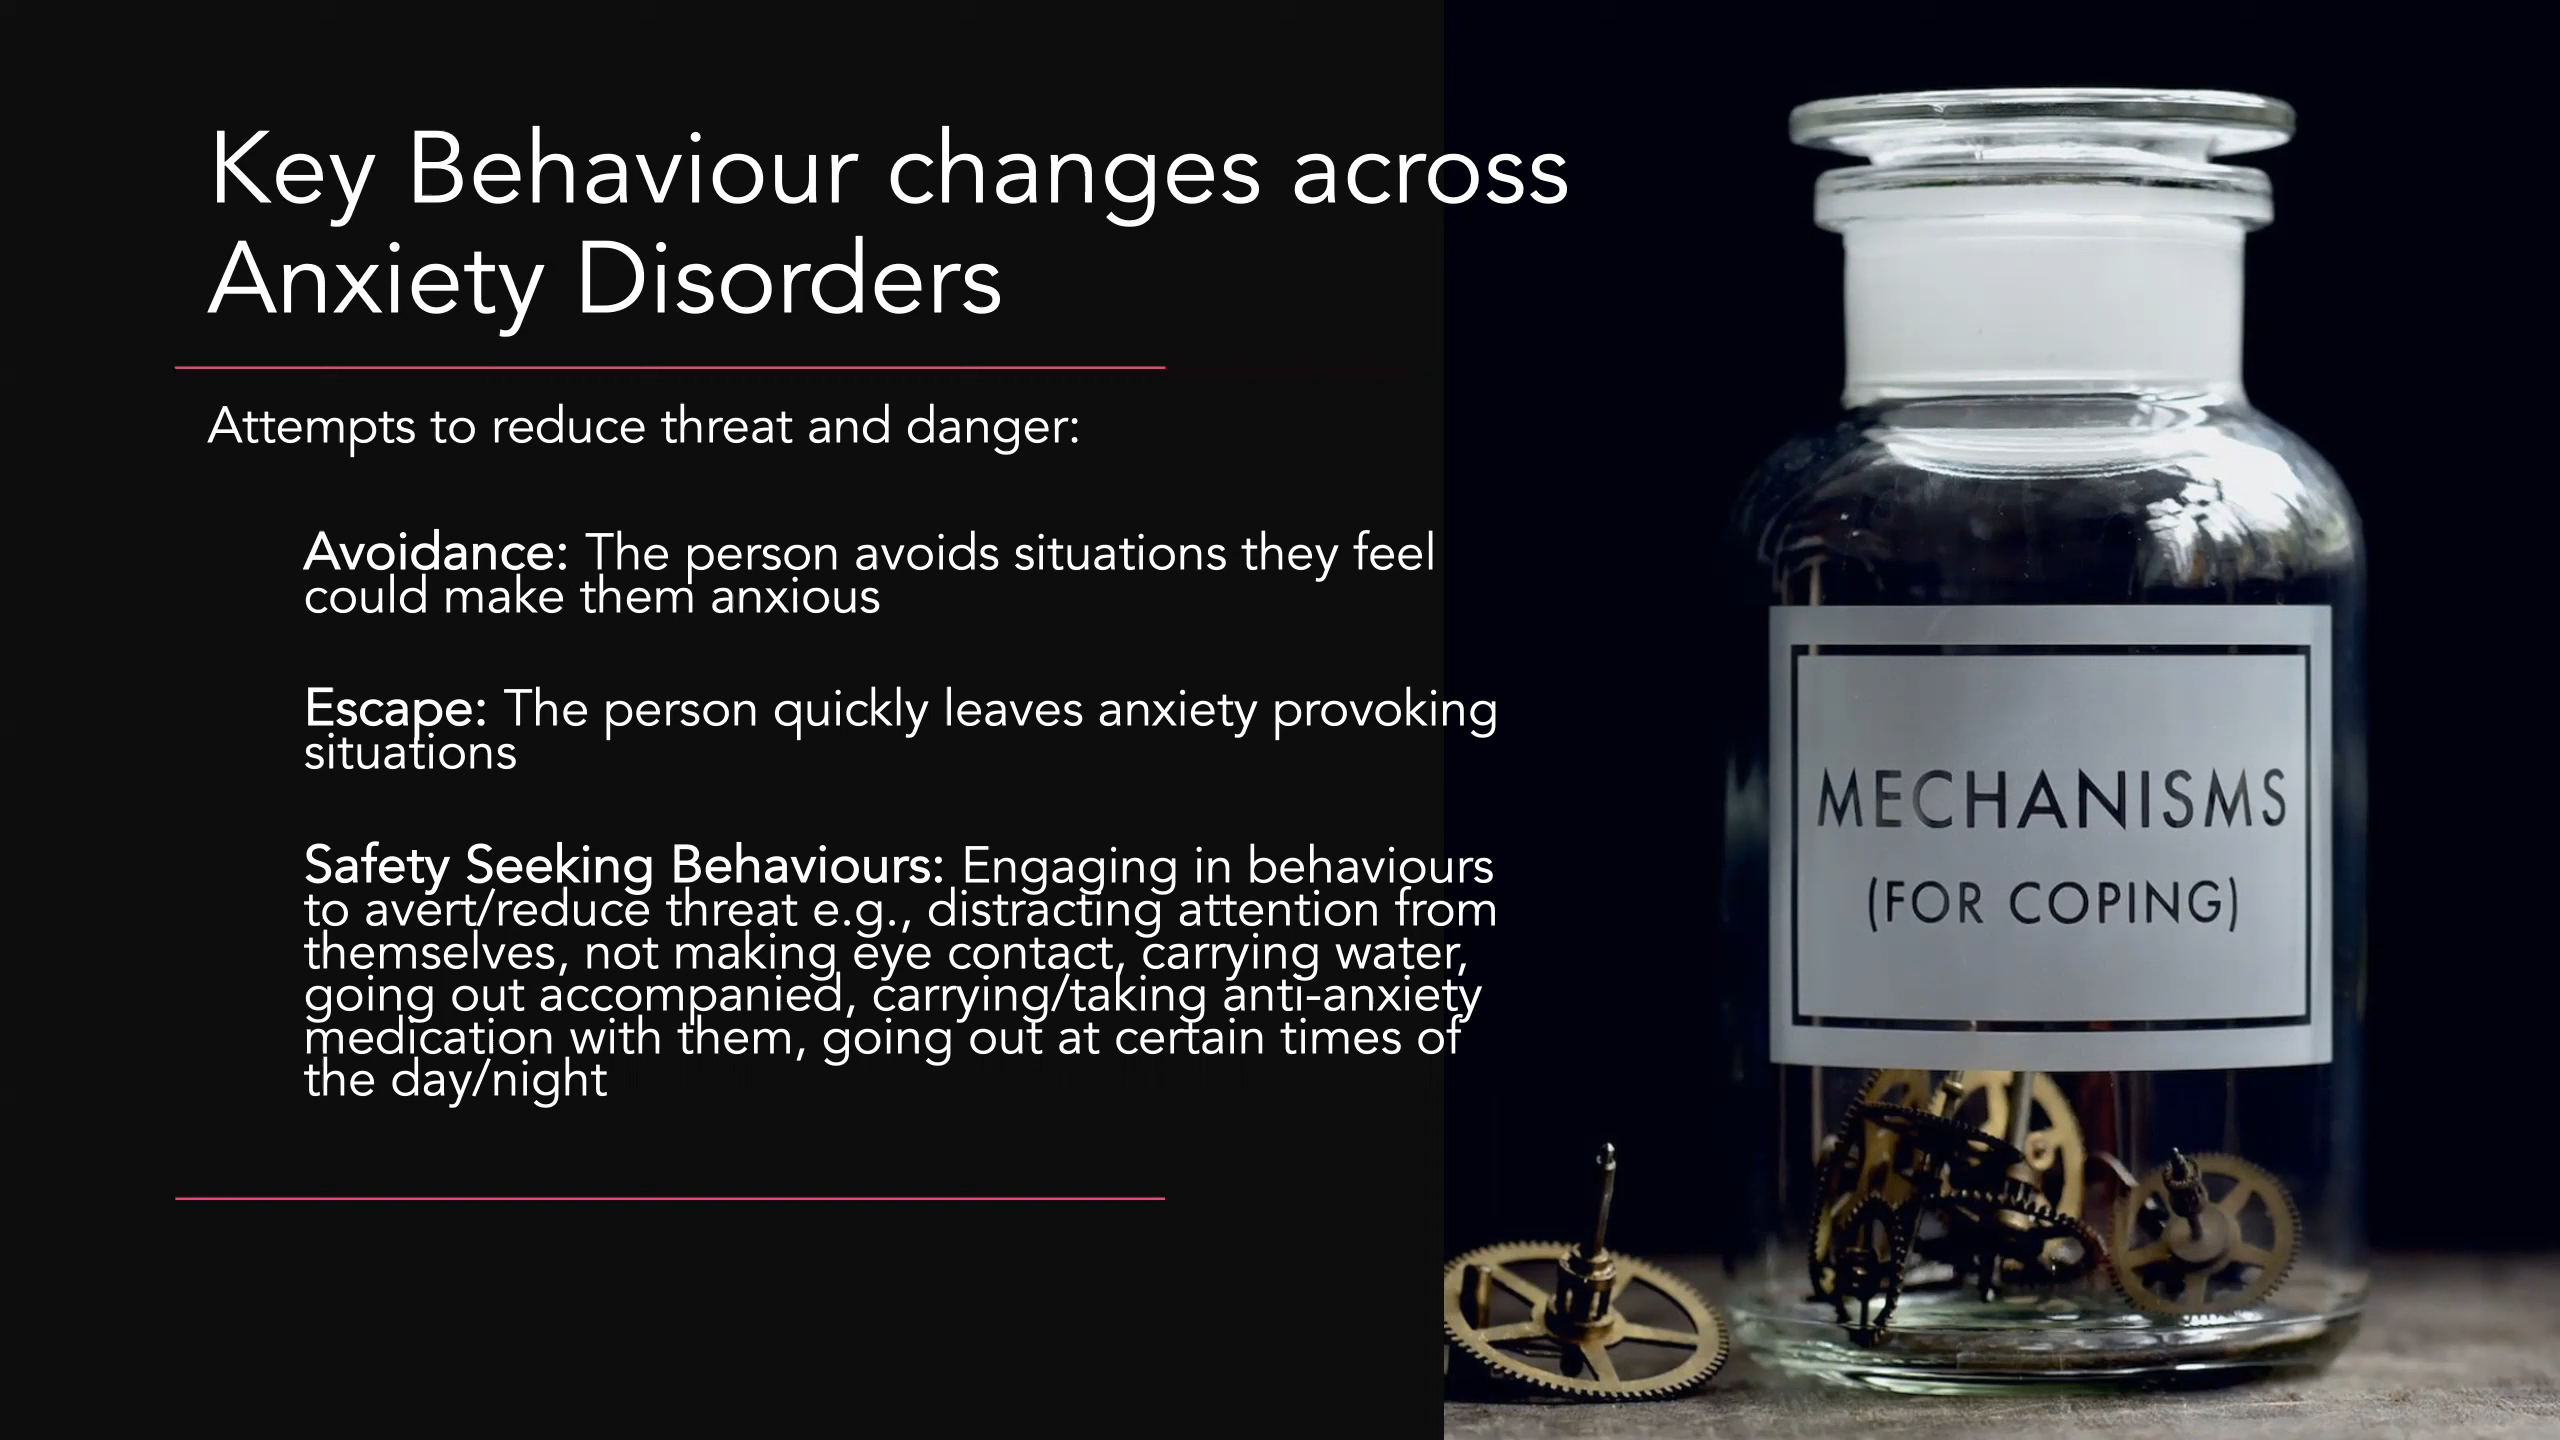 Key Behaviour changes across
Anxiety Disorders
Attempts to reduce threat and danger:
Avoidance: The person avoids situations they feel
could make them anxious
Escape: The person quickly leaves anxiety provoking
situations
Safety Seeking Behaviours: Engaging in behaviours
to avert/reduce threat e.g., distracting attention from
themselves, not making eye contact, carrying water,
going out accompanied, carrying/taking anti-anxiety
medication with them, going out at certain times of
the day/night
MECHANISMS
(FOR COPING)